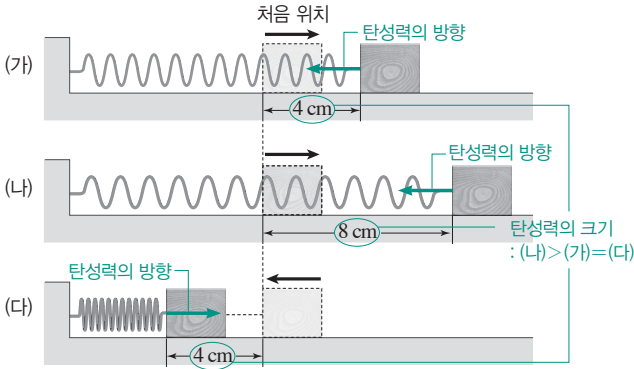 처음 위치
탄성력의 방향
(가)
4 cm
탄성력의 방향
(나)
8 cm
탄성력의 크기
: (나)>(가)=(다)
탄성력의 방향
(다)
4 cm